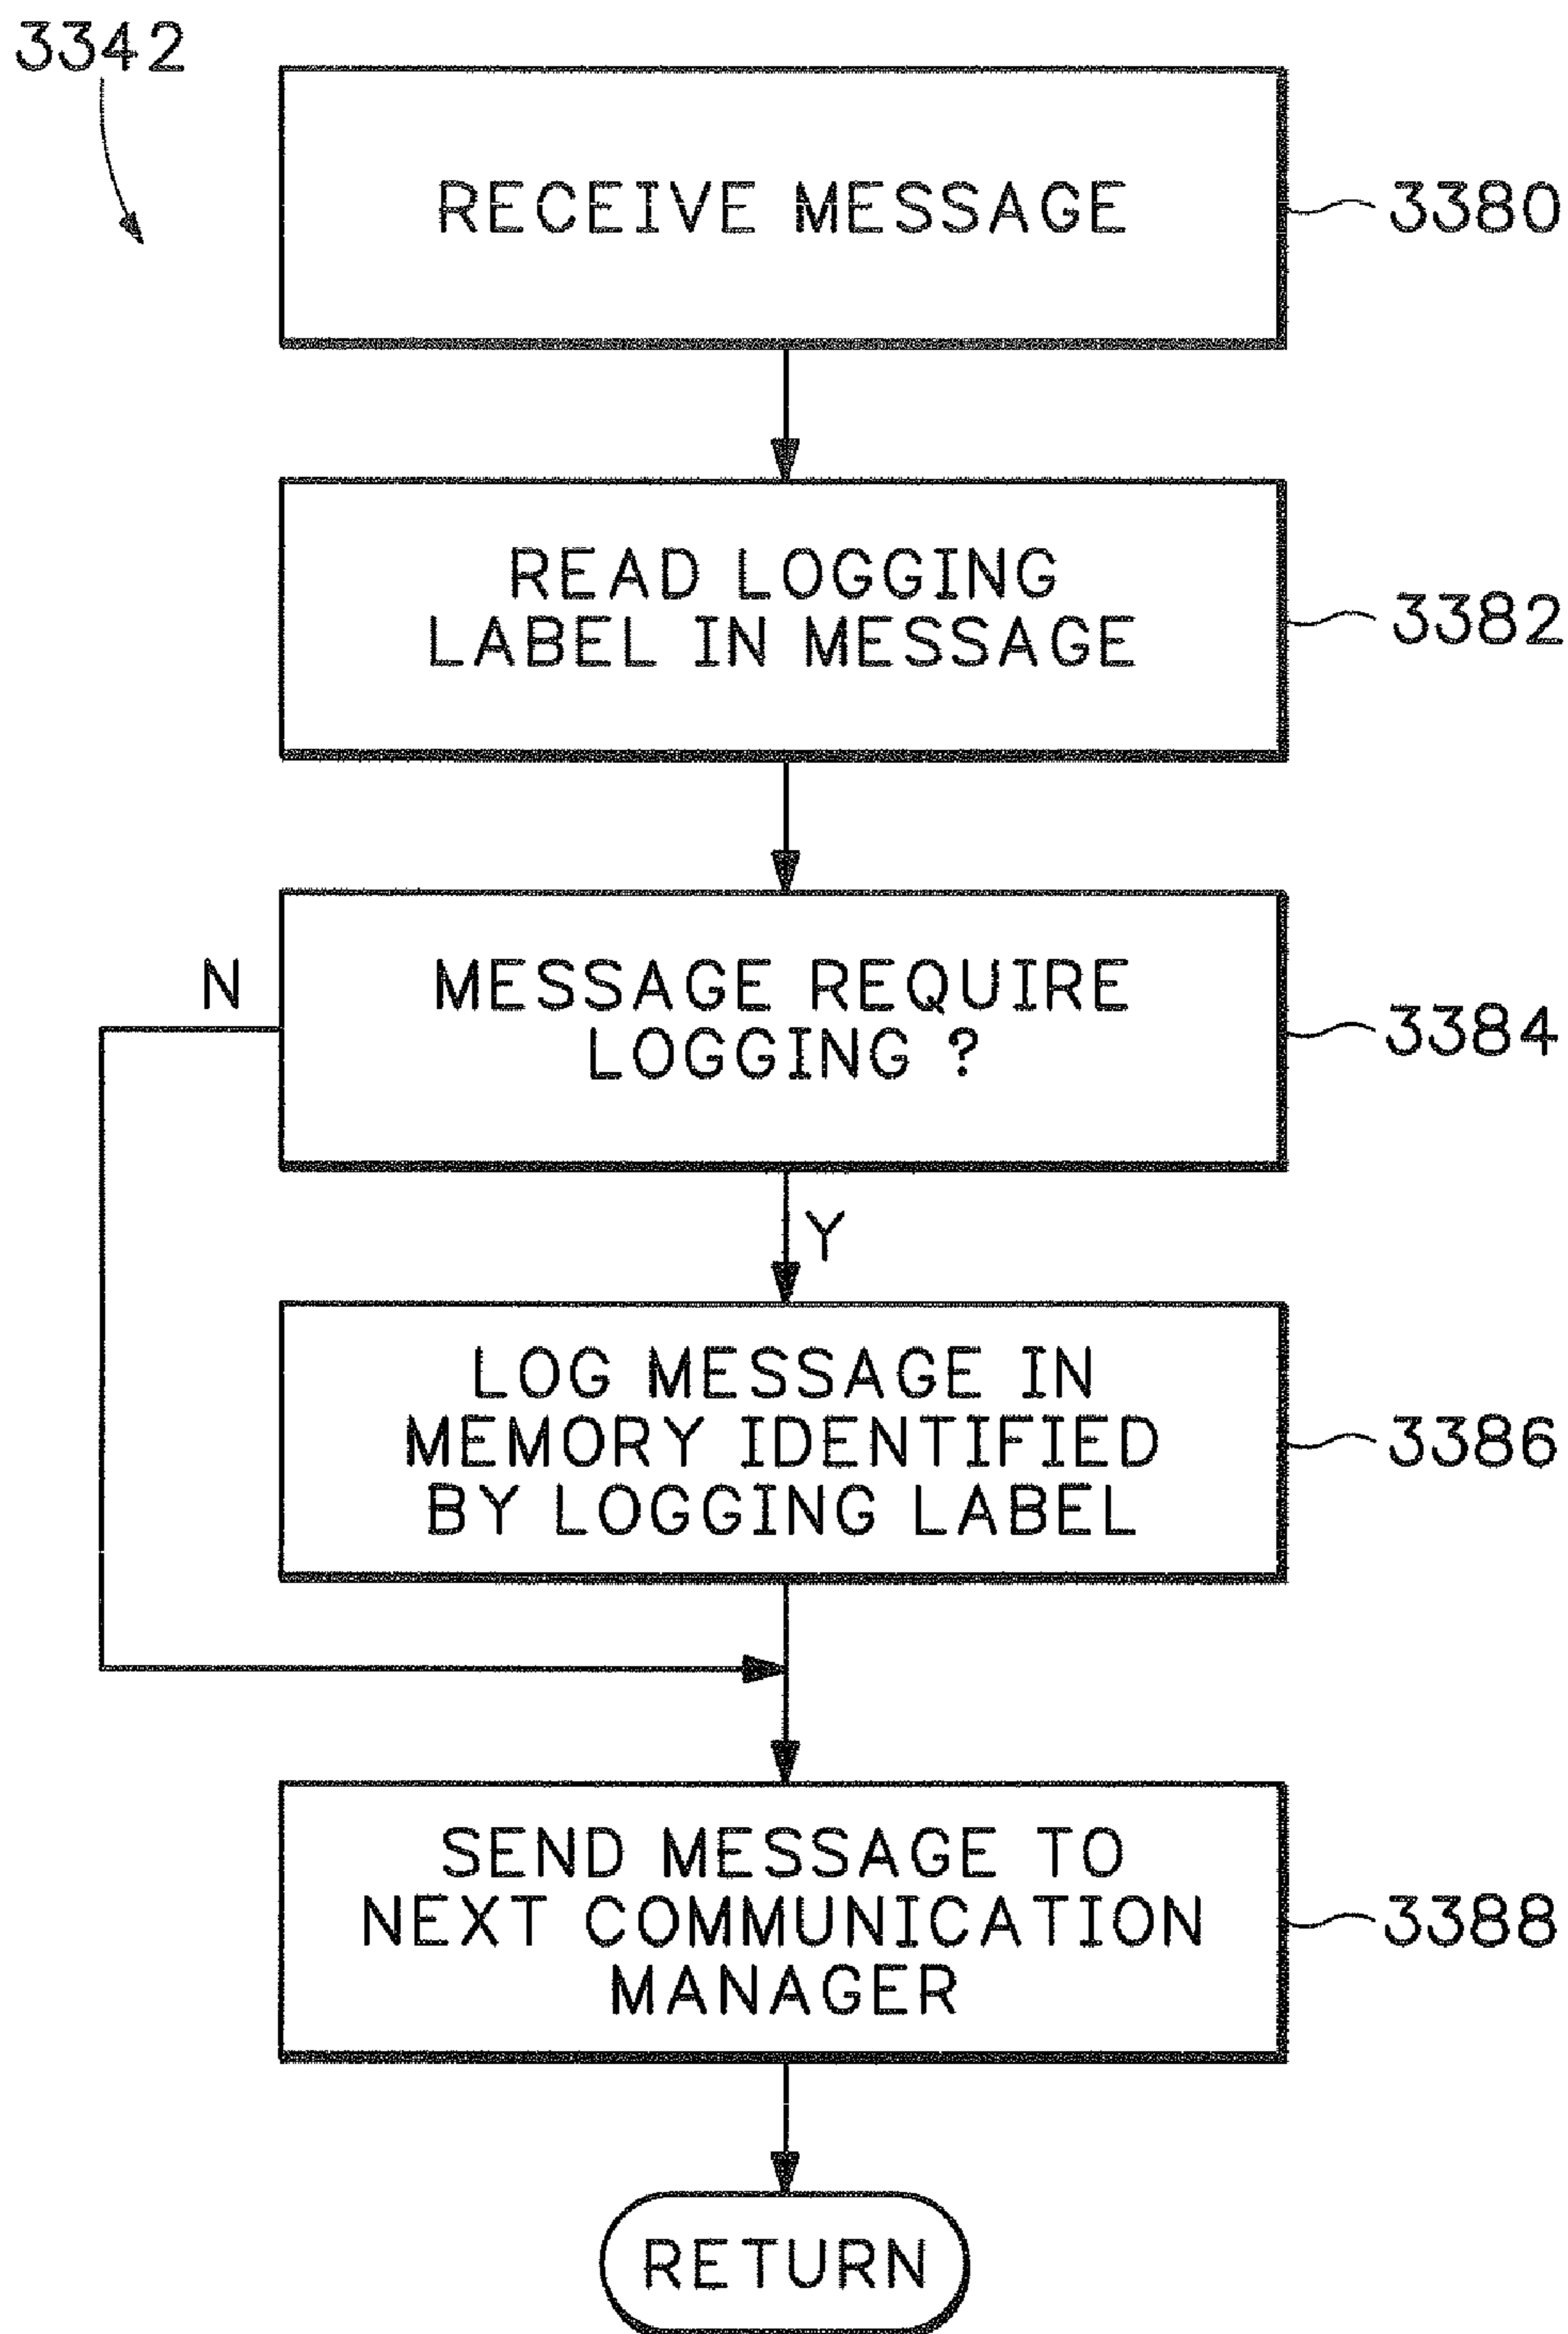 3342
RECEIVE MESSAGE
3380
READ LOGGING
LABEL IN MESSAGE
3382
N
MESSAGE REQUIRE
LOGGING ?
3384
Y
LOG MESSAGE IN
MEMORY IDENTIFIED
BY LOGGING LABEL
3386
SEND MESSAGE TO
NEXT COMMUNICATION
MANAGER
3388
RETURN